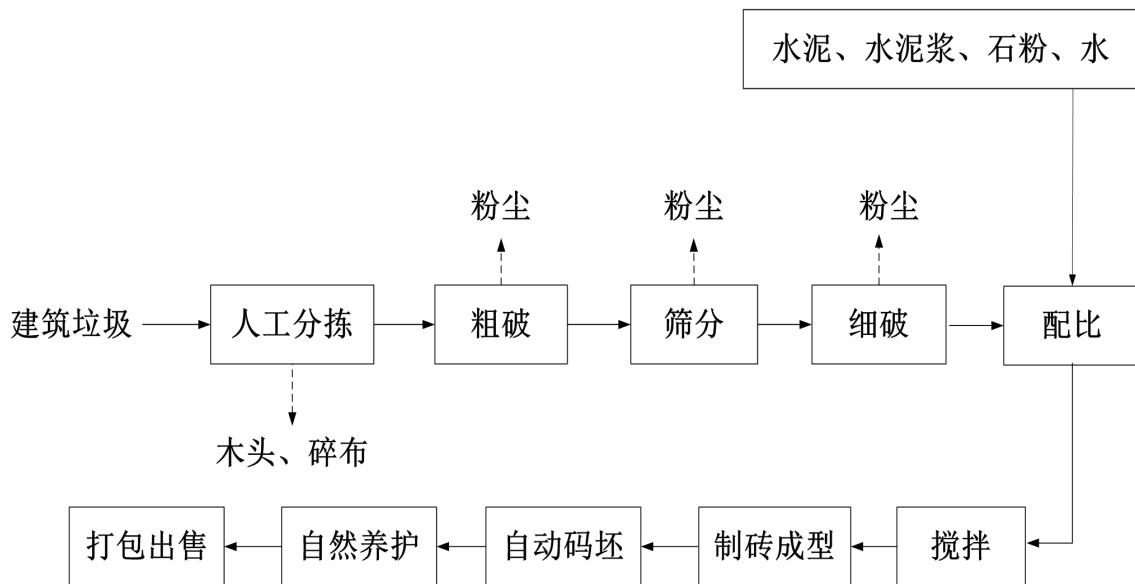 水泥、水泥浆、石粉、水
粉尘
粉尘
粉尘
建筑垃圾
人工分拣
粗破
筛分
细破
配比
木头、碎布
打包出售
自然养护
自动码坯
制砖成型
搅拌